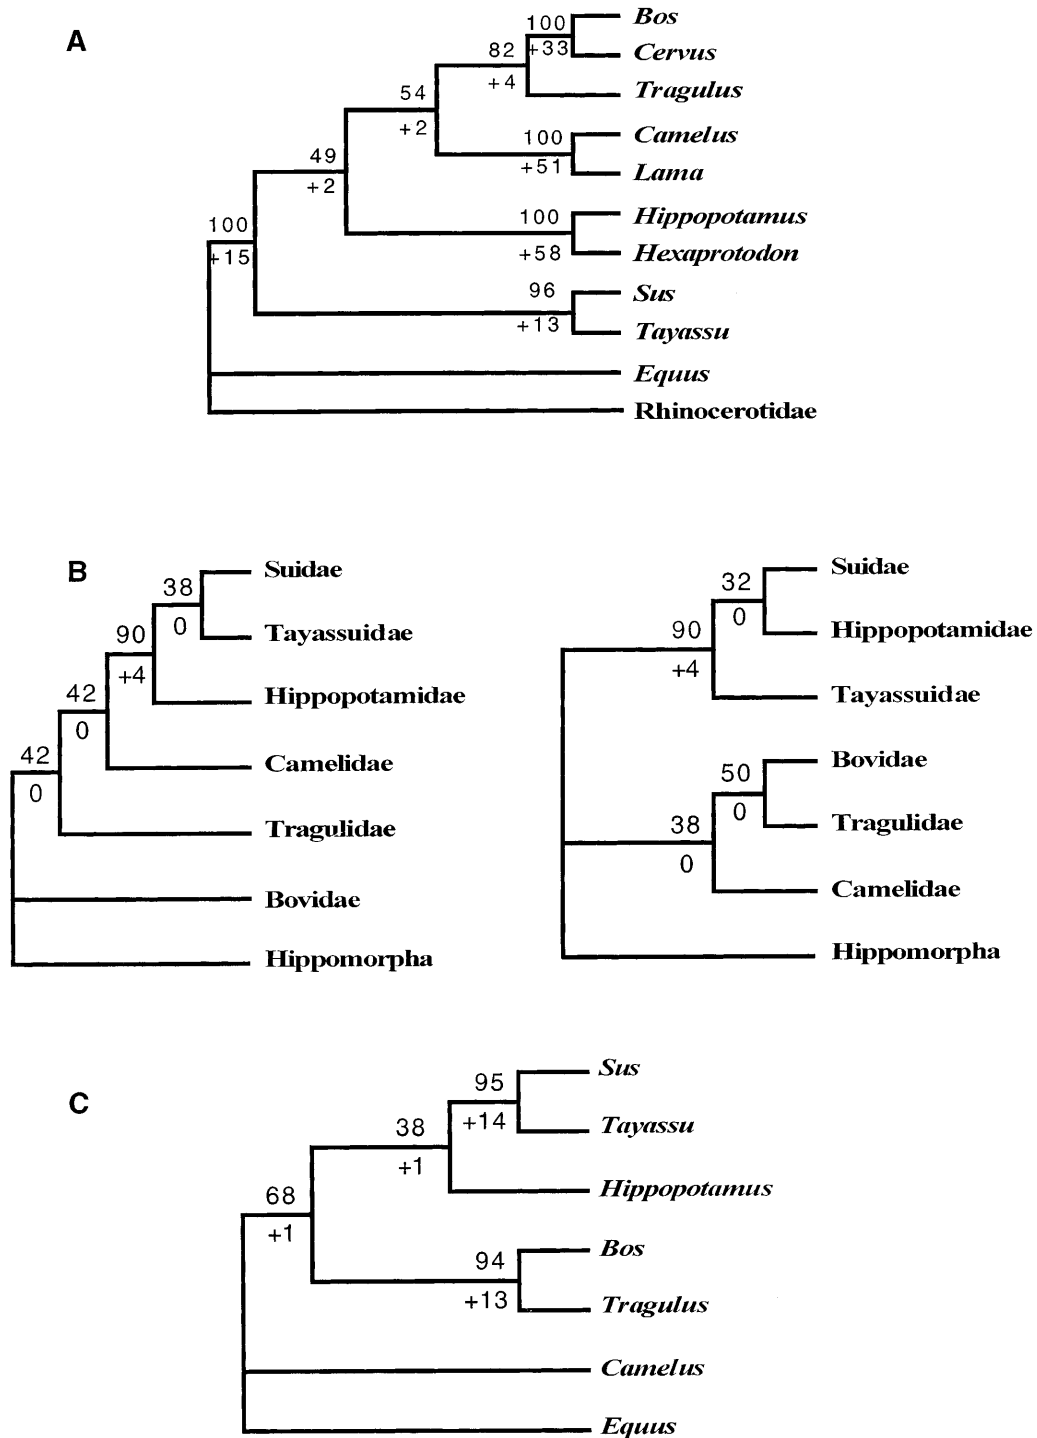 A
100
+33
Bos
Cervus
82
+4
Tragulus
54
+2
100
+51
Camelus
Lama
49
+2
100
+58
Hippopotamus
Hexaprotodon
100
+15
96
+13
Sus
Tayassu
Equus
Rhinocerotidae
B
38
0
Suidae
Tayassuidae
90
+4
Hippopotamidae
42
0
Camelidae
42
0
Tragulidae
Bovidae
Hippomorpha
32
0
Suidae
Hippopotamidae
90
+4
Tayassuidae
50
0
Bovidae
Tragulidae
38
0
Camelidae
Hippomorpha
C
95
+14
Sus
Tayassu
38
+1
Hippopotamus
68
+1
94
+13
Bos
Tragulus
Camelus
Equus